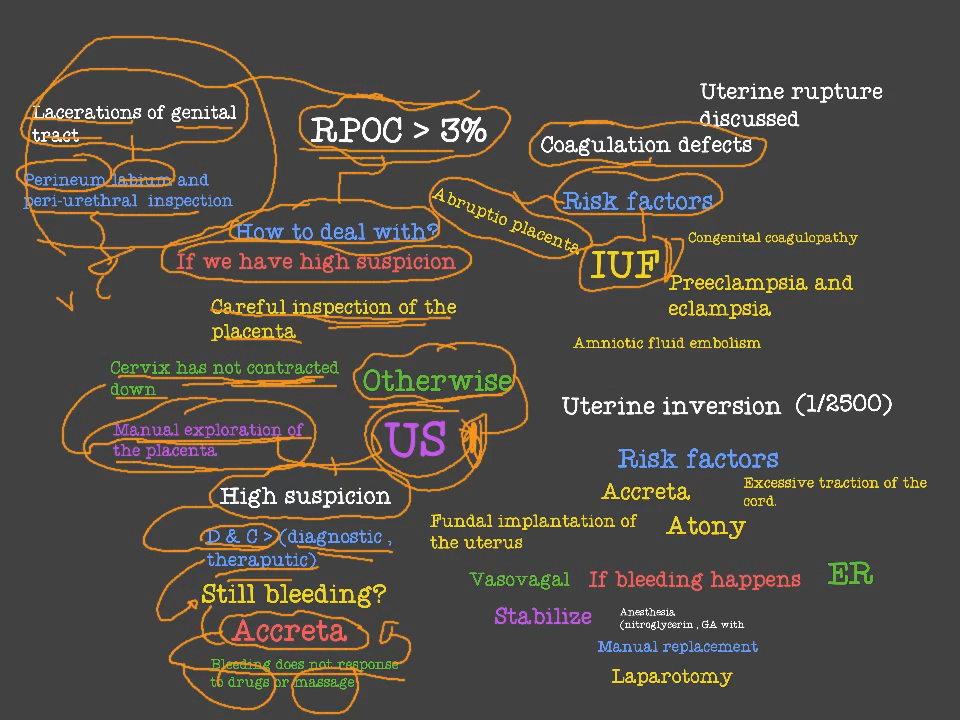 Lacerations of genital
tract
Perineum labium and
peri-urethral inspection
RPOC > 3%
How to deal with?
If we have high suspicion
Careful inspection of the
placenta
Cervix has not contracted
down
Otherwise
Manual exploration of
the placenta
US
High suspicion
D & C > (diagnostic ,
theraputic)
Still bleeding?
Accreta
Bleeding does not response
to drugs or massage
Uterine rupture
discussed
Coagulation defects
Risk factors
Abruptio placenta
IUF
Congenital coagulopathy
Preeclampsia and
eclampsia
Amniotic fluid embolism
Uterine inversion (1/2500)
Risk factors
Accreta
Excessive traction of the
cord.
Fundal implantation of
the uterus
Atony
Vasovagal
If bleeding happens
ER
Stabilize
Anesthesia
(nitroglycerin , GA with
Manual replacement
Laparotomy